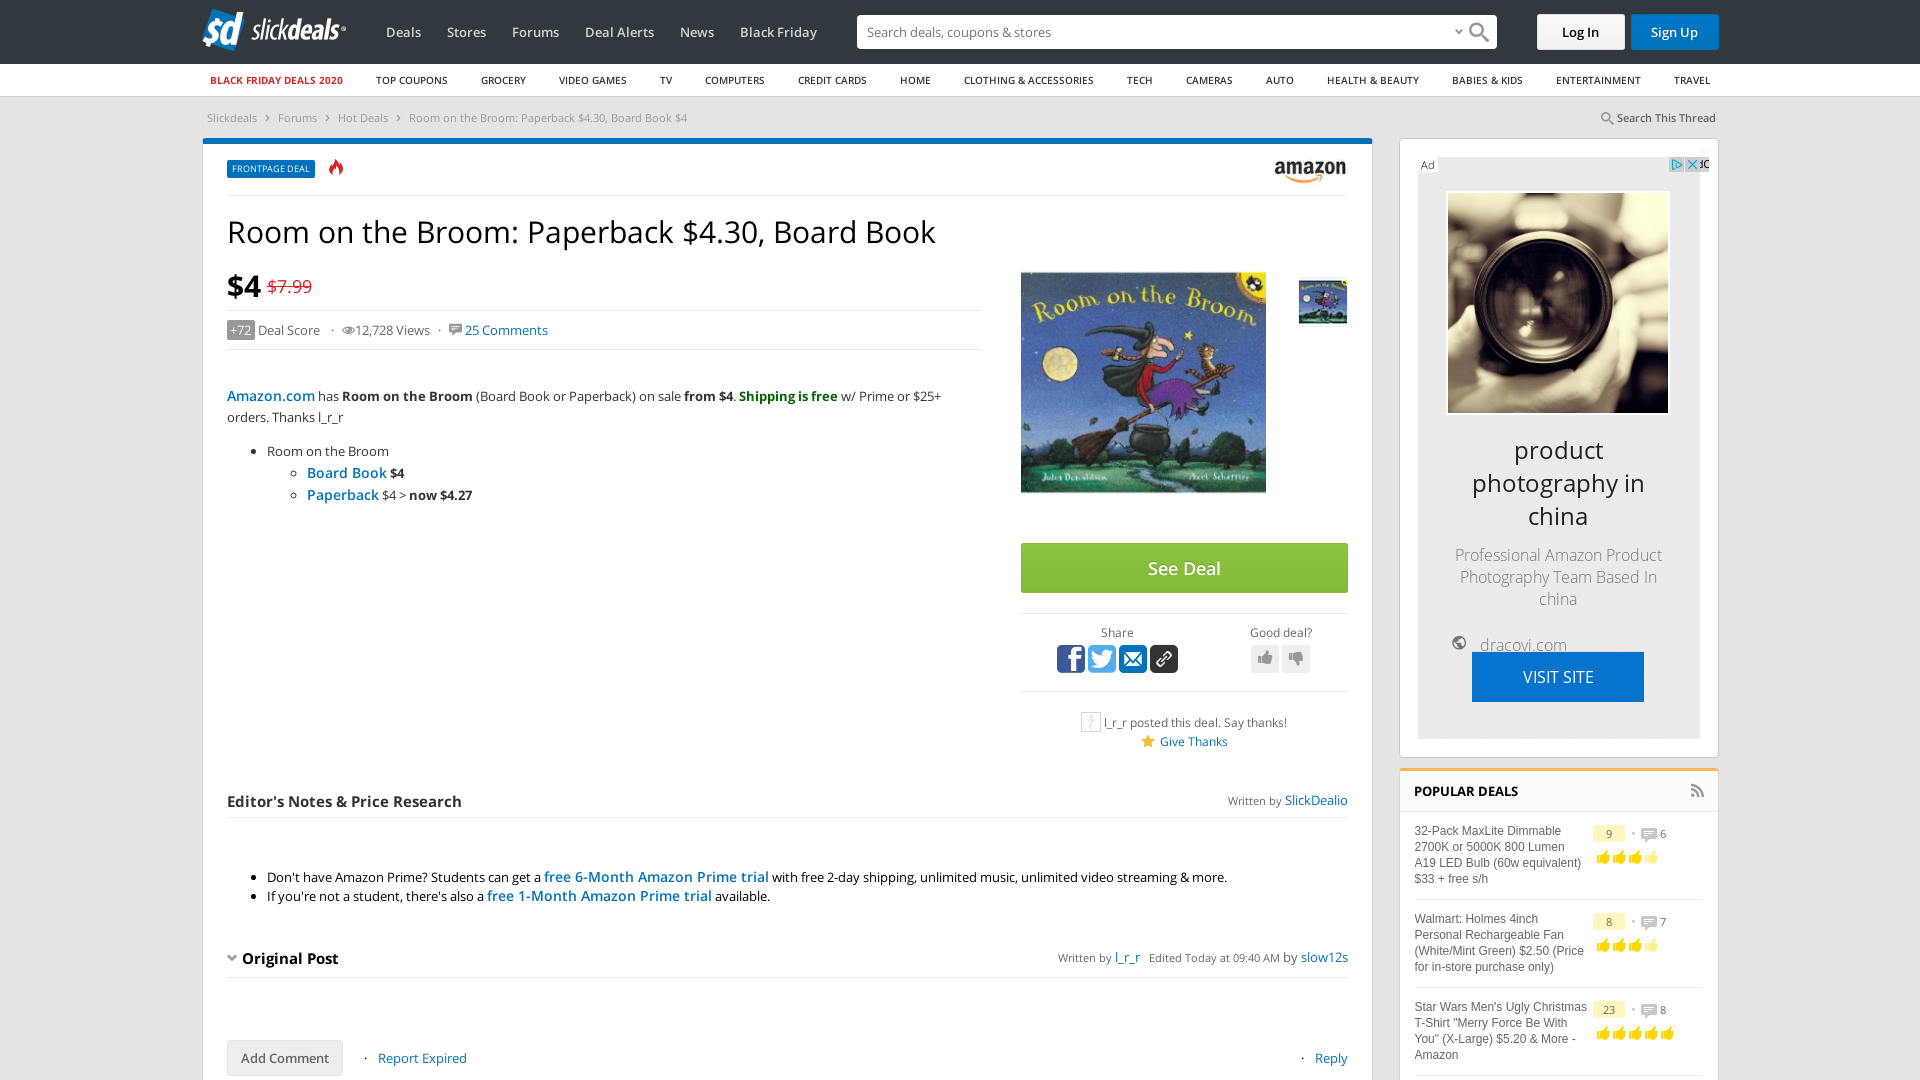 slickdeals
Deals
Stores
Forums
Deal Alerts
News
Black Friday
Search deals, coupons & stores
Log In
Sign Up
BLACK FRIDAY DEALS 2020
TOP COUPONS
GROCERY
VIDEO GAMES
TV
COMPUTERS
CREDIT CARDS
HOME
CLOTHING & ACCESSORIES
TECH
CAMERAS
AUTO
HEALTH & BEAUTY
BABIES & KIDS
ENTERTAINMENT
TRAVEL
Slickdeals › Forums › Hot Deals › Room on the Broom: Paperback $4.30, Board Book $4
Search This Thread
FRONTPAGE DEAL
amazon
Room on the Broom: Paperback $4.30, Board Book
$4 $7.99
+72 Deal Score · 12,728 Views · 25 Comments
Amazon.com has Room on the Broom (Board Book or Paperback) on sale from $4. Shipping is free w/ Prime or $25+
orders. Thanks l_r_r
Room on the Broom
Board Book $4
Paperback $4 > now $4.27
Room on the Broom
Julia Donaldson
Axel Scheffler
See Deal
Share
Good deal?
l_r_r posted this deal. Say thanks!
Give Thanks
Editor's Notes & Price Research
Written by SlickDealio
Don't have Amazon Prime? Students can get a free 6-Month Amazon Prime trial with free 2-day shipping, unlimited music, unlimited video streaming & more.
If you're not a student, there's also a free 1-Month Amazon Prime trial available.
Original Post
Written by l_r_r Edited Today at 09:40 AM by slow12s
Add Comment
· Report Expired
· Reply
Ad
product
photography in
china
Professional Amazon Product
Photography Team Based In
china
dracovi.com
VISIT SITE
POPULAR DEALS
32-Pack MaxLite Dimmable
2700K or 5000K 800 Lumen
A19 LED Bulb (60w equivalent)
$33 + free s/h
9 · 6
Walmart: Holmes 4inch
Personal Rechargeable Fan
(White/Mint Green) $2.50 (Price
for in-store purchase only)
8 · 7
Star Wars Men's Ugly Christmas
T-Shirt "Merry Force Be With
You" (X-Large) $5.20 & More -
Amazon
23 · 8